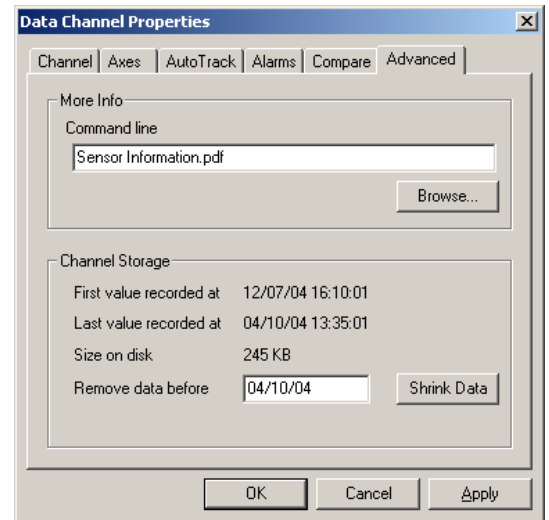 Data Channel Properties
Channel Axes AutoTrack Alarms Compare Advanced
More Info
Command line
Sensor Information.pdf
Browse...
Channel Storage
First value recorded at 12/07/04 16:10:01
Last value recorded at 04/10/04 13:35:01
Size on disk 245 KB
Remove data before 04/10/04 Shrink Data
OK Cancel Apply